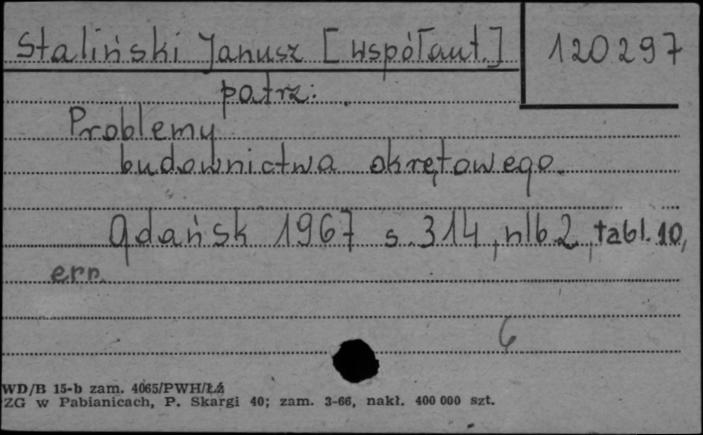 Staliński Janusz [współaut.] 120297
patrz:
Problemy
budownictwa okrętowego.
Gdańsk 1967 s. 314, nlb 2, tabl. 10,
err.
6
WD/B 15-b zam. 4065/PWH/Łá
ZG w Pabianicach, P. Skargi 40; zam. 3-66, nakł. 400 000 szt.